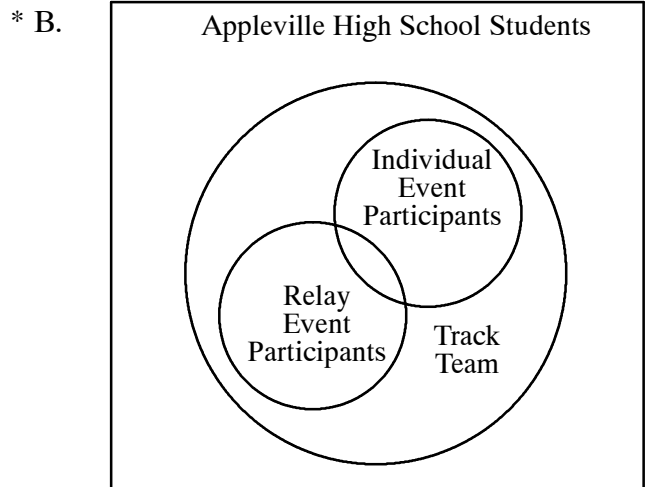 * B.
Appleville High School Students
Individual
Event
Participants
Relay
Event
Participants
Track
Team